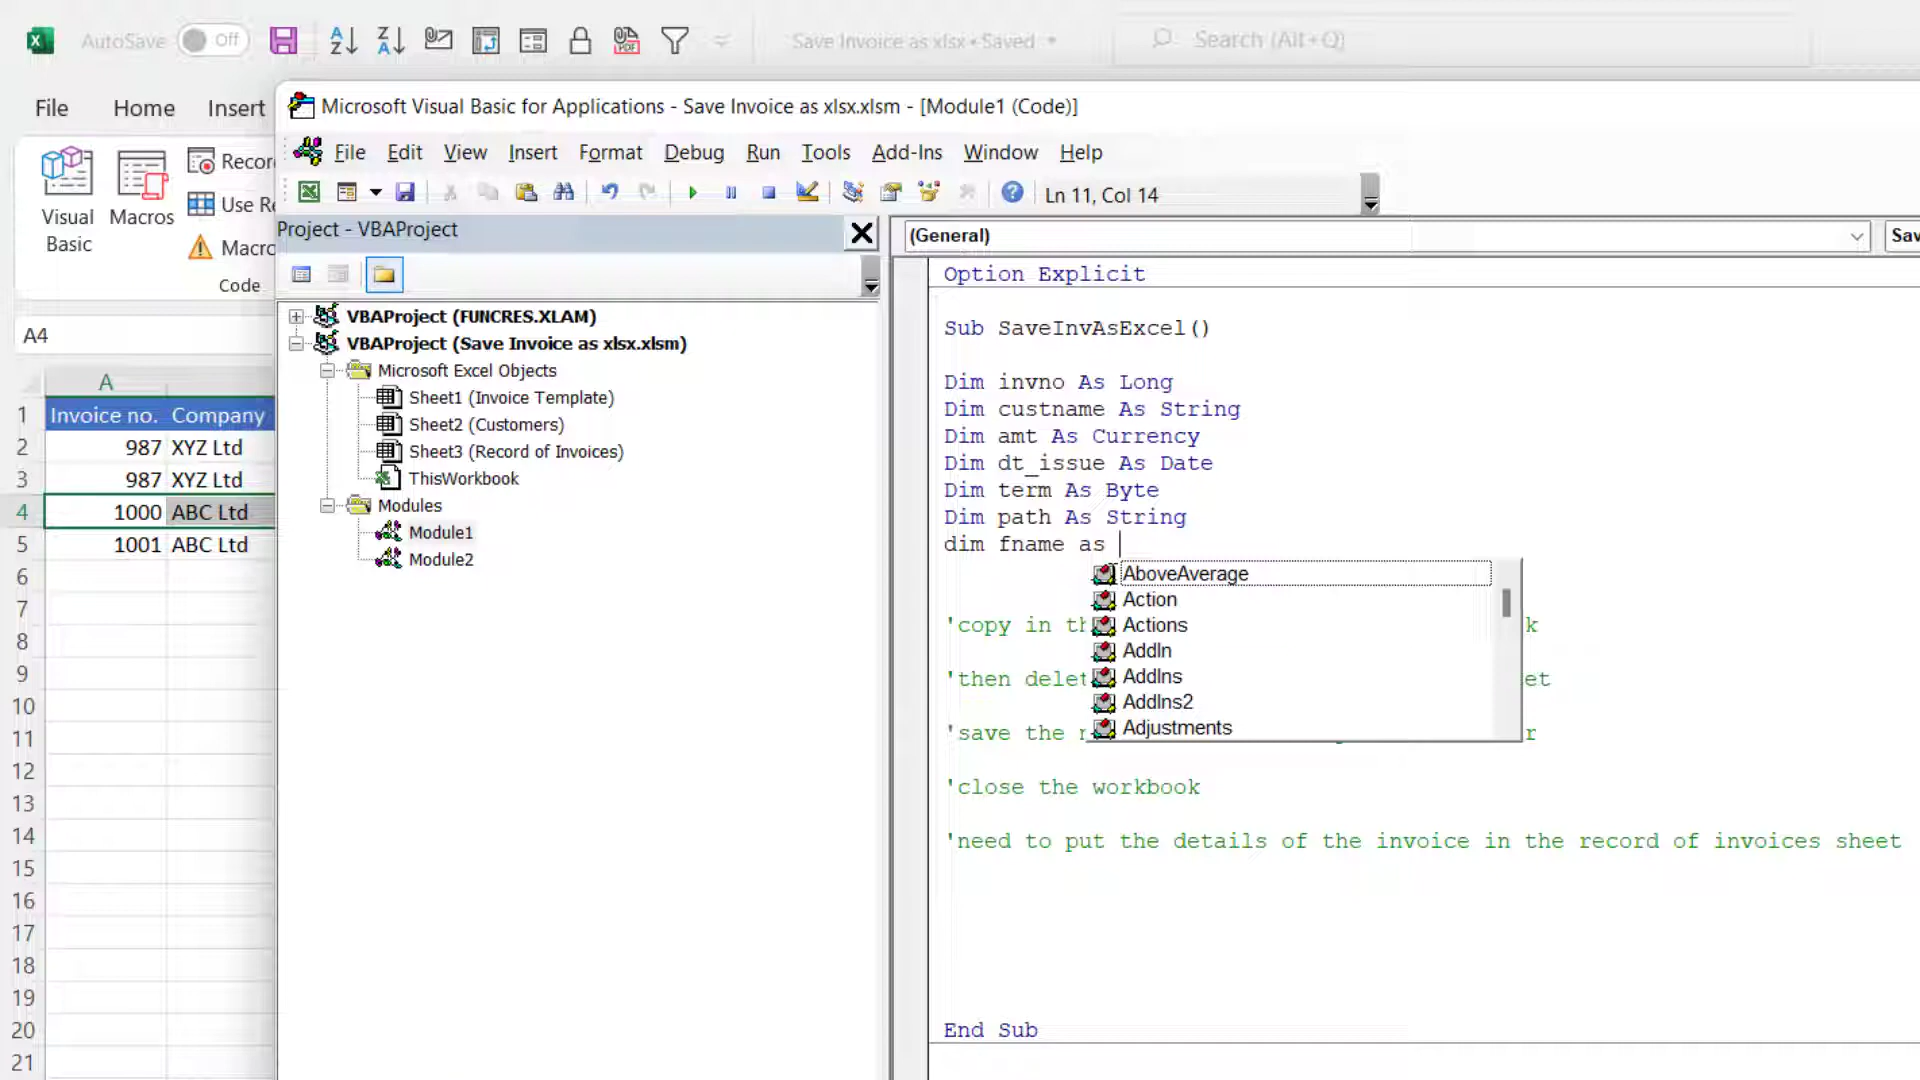 AutoSave Off
Save Invoice as xlsx • Saved
Search (Alt+Q)
File Home Insert
Visual Basic
Macros
Code
A4
A
1 Invoice no. Company
2 987 XYZ Ltd
3 987 XYZ Ltd
4 1000 ABC Ltd
5 1001 ABC Ltd
6
7
8
9
10
11
12
13
14
15
16
17
18
19
20
21
Microsoft Visual Basic for Applications - Save Invoice as xlsx.xlsm - [Module1 (Code)]
File Edit View Insert Format Debug Run Tools Add-Ins Window Help
Ln 11, Col 14
Project - VBAProject
VBAProject (FUNCRES.XLAM)
VBAProject (Save Invoice as xlsx.xlsm)
Microsoft Excel Objects
Sheet1 (Invoice Template)
Sheet2 (Customers)
Sheet3 (Record of Invoices)
ThisWorkbook
Modules
Module1
Module2
(General)
Option Explicit
Sub SaveInvAsExcel()
Dim invno As Long
Dim custname As String
Dim amt As Currency
Dim dt_issue As Date
Dim term As Byte
Dim path As String
dim fname as
AboveAverage
Action
Actions
AddIn
AddIns
AddIns2
Adjustments
'copy in
'then
'save the
'close the workbook
'need to put the details of the invoice in the record of invoices sheet
End Sub